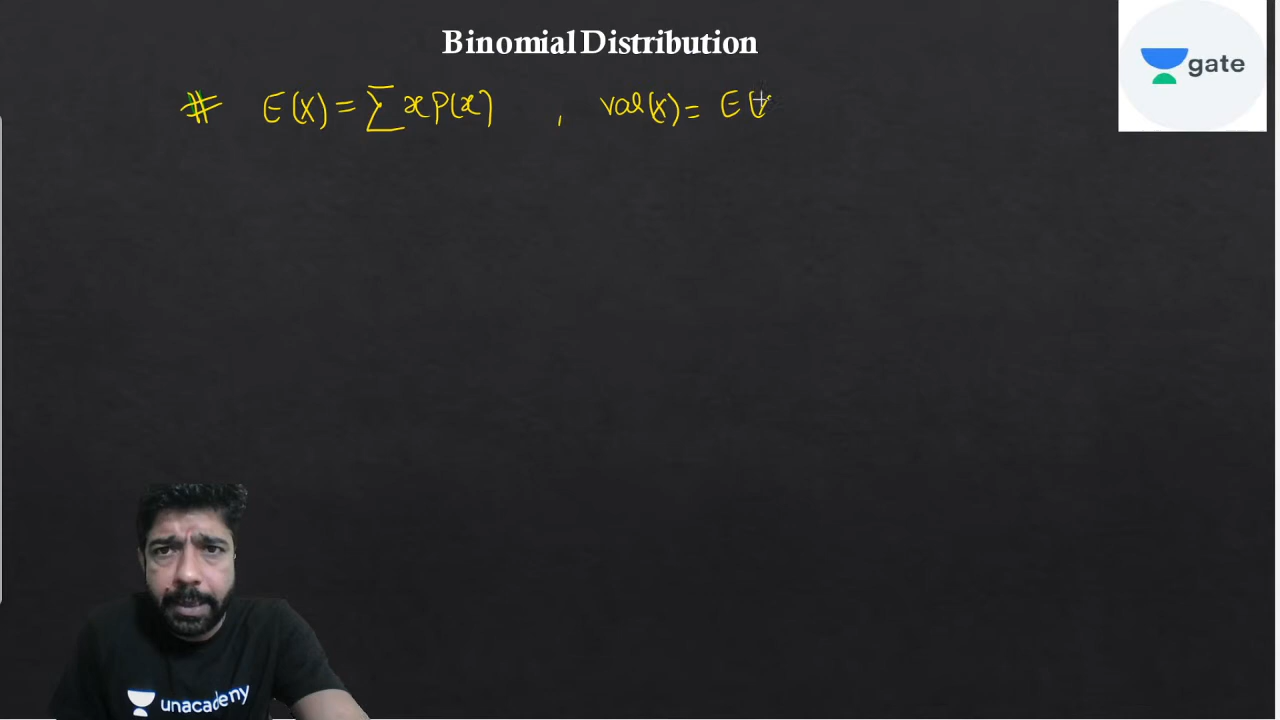 Binomial Distribution
gate
# E(X) = ∑ x P(x) , var(x) = E(
unacademy